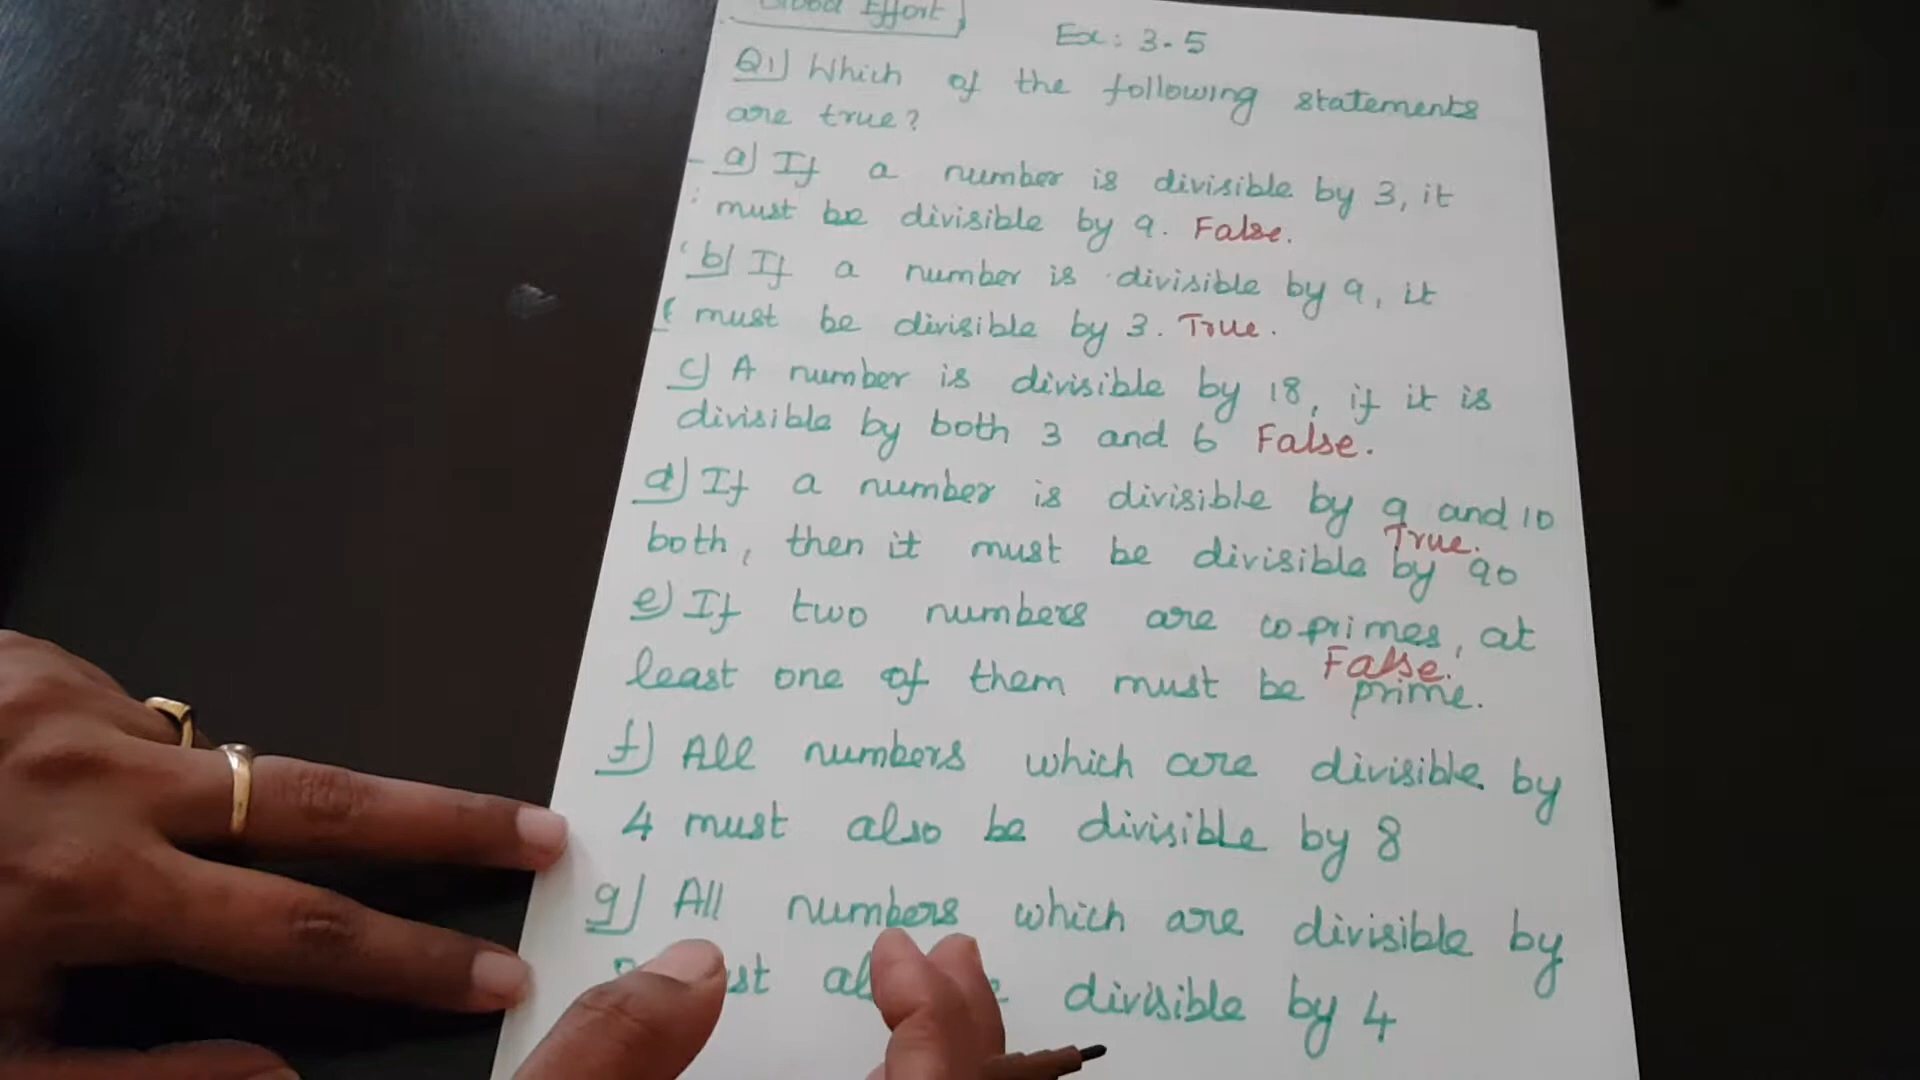 Effort
Ex: 3.5
Q1) Which of the following statements
are true?
a) If a number is divisible by 3, it
must be divisible by 9. False.
b) If a number is divisible by 9, it
must be divisible by 3. True.
c) A number is divisible by 18, if it is
divisible by both 3 and 6 False.
d) If a number is divisible by 9 and 10
both, then it must be divisible by 90 True.
e) If two numbers are coprimes, at
least one of them must be prime. False.
f) All numbers which are divisible by
4 must also be divisible by 8
g) All numbers which are divisible by
divisible by 4